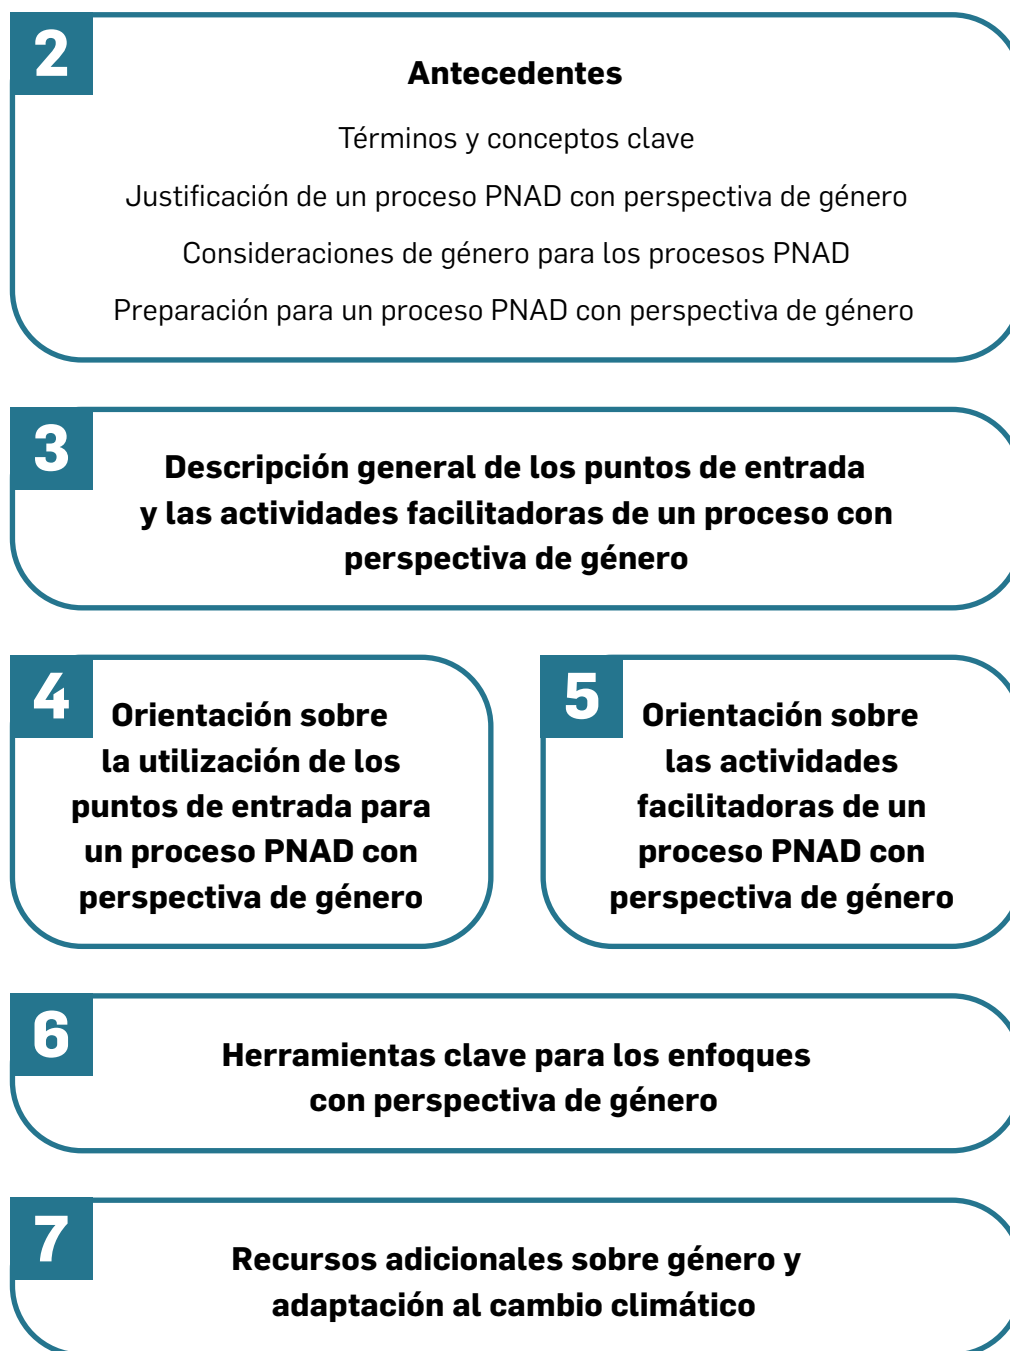 2
Antecedentes
Términos y conceptos clave
Justificación de un proceso PNAD con perspectiva de género
Consideraciones de género para los procesos PNAD
Preparación para un proceso PNAD con perspectiva de género
3
Descripción general de los puntos de entrada
y las actividades facilitadoras de un proceso con
perspectiva de género
4
Orientación sobre
la utilización de los
puntos de entrada para
un proceso PNAD con
perspectiva de género
5
Orientación sobre
las actividades
facilitadoras de un
proceso PNAD con
perspectiva de género
6
Herramientas clave para los enfoques
con perspectiva de género
7
Recursos adicionales sobre género y
adaptación al cambio climático